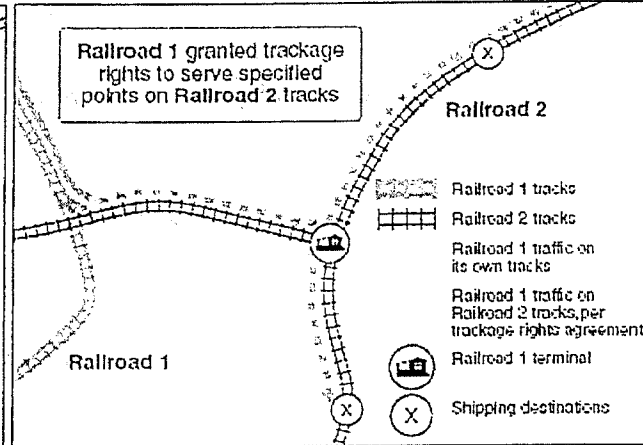 Railroad 1 granted trackage
rights to serve specified
points on Railroad 2 tracks
X
Railroad 2
Railroad 1 tracks
Railroad 2 tracks
Railroad 1 traffic on
its own tracks
Railroad 1 traffic on
Railroad 2 tracks, per
trackage rights agreement
Railroad 1
Railroad 1 terminal
X
X
Shipping destinations